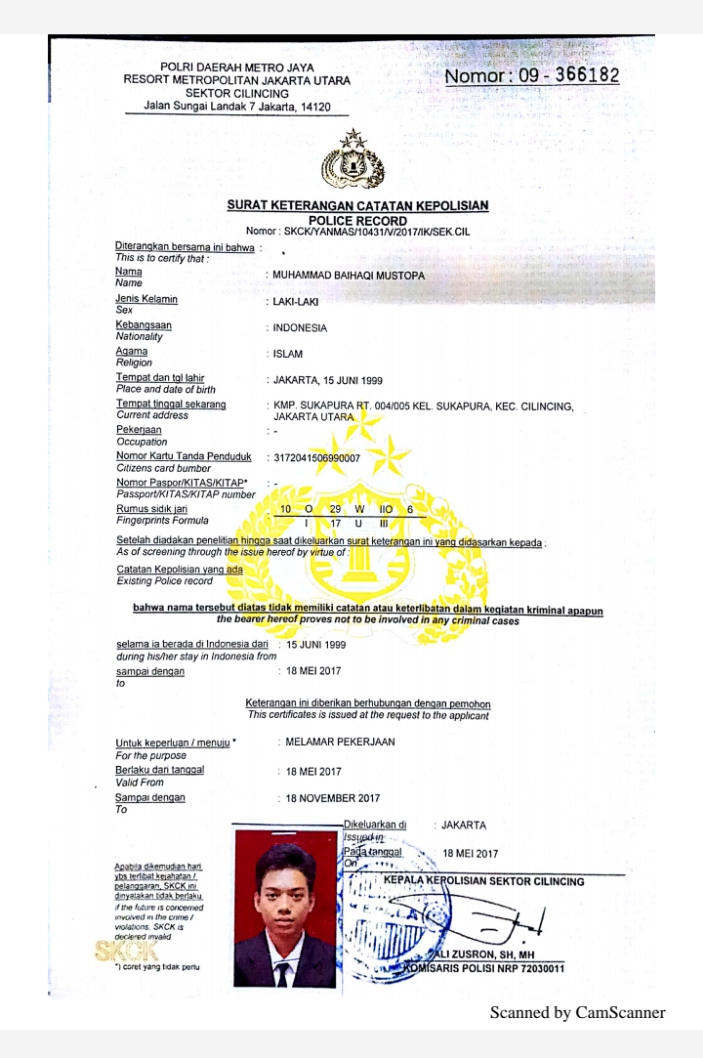 POLRI DAERAH METRO JAYA
RESORT METROPOLITAN JAKARTA UTARA
SEKTOR CILINCING
Jalan Sungai Landak 7 Jakarta, 14120
Nomor : 09 - 366182
SURAT KETERANGAN CATATAN KEPOLISIAN
POLICE RECORD
Nomor : SKCK/YANMAS/10431/V/2017/IK/SEK.CIL
Diterangkan bersama ini bahwa :
This is to certify that :
Nama : MUHAMMAD BAIHAQI MUSTOPA
Name
Jenis Kelamin : LAKI-LAKI
Sex
Kebangsaan : INDONESIA
Nationality
Agama : ISLAM
Religion
Tempat dan tgl lahir : JAKARTA, 15 JUNI 1999
Place and date of birth
Tempat tinggal sekarang : KMP. SUKAPURA RT. 004/005 KEL. SUKAPURA, KEC. CILINCING,
Current address JAKARTA UTARA
Pekerjaan : -
Occupation
Nomor Kartu Tanda Penduduk : 3172041506990007
Citizens card bumber
Nomor Paspor/KITAS/KITAP* : -
Passport/KITAS/KITAP number
Rumus sidik jari : 10 O 29 W IIO 6
Fingerprints Formula I 17 U III
Setelah diadakan penelitian hingga saat dikeluarkan surat keterangan ini yang didasarkan kepada :
As of screening through the issue hereof by virtue of :
Catatan Kepolisian yang ada
Existing Police record
bahwa nama tersebut diatas tidak memiliki catatan atau keterlibatan dalam kegiatan kriminal apapun
the bearer hereof proves not to be involved in any criminal cases
selama ia berada di Indonesia dari : 15 JUNI 1999
during his/her stay in Indonesia from
sampai dengan : 18 MEI 2017
to
Keterangan ini diberikan berhubungan dengan pemohon
This certificates is issued at the request to the applicant
Untuk keperluan / menuju * : MELAMAR PEKERJAAN
For the purpose
Berlaku dari tanggal : 18 MEI 2017
Valid From
Sampai dengan : 18 NOVEMBER 2017
To
Dikeluarkan di : JAKARTA
Issued in
Pada tanggal : 18 MEI 2017
On
KEPALA KEPOLISIAN SEKTOR CILINCING
ALI ZUSRON, SH, MH
KOMISARIS POLISI NRP 72030011
Apabila dikemudian hari
ybs terlibat kejahatan /
pelanggaran, SKCK ini
dinyatakan tidak berlaku
if the future is concerned
involved in the crime /
violations, SKCK is
declered invalid
SKCK
*) coret yang tidak perlu
Scanned by CamScanner